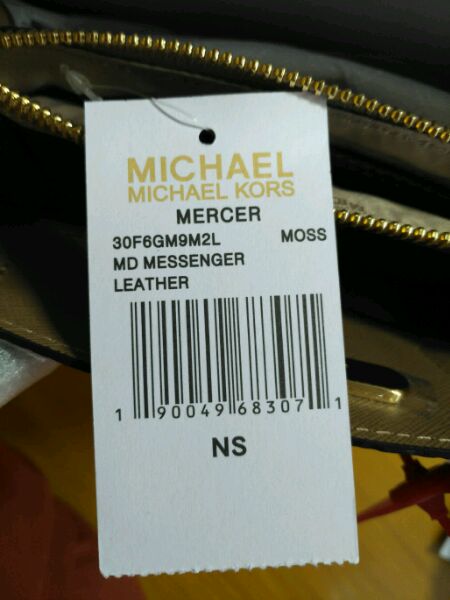 MICHAEL
MICHAEL KORS
MERCER
30F6GM9M2L MOSS
MD MESSENGER
LEATHER
1 90049 68307 1
NS